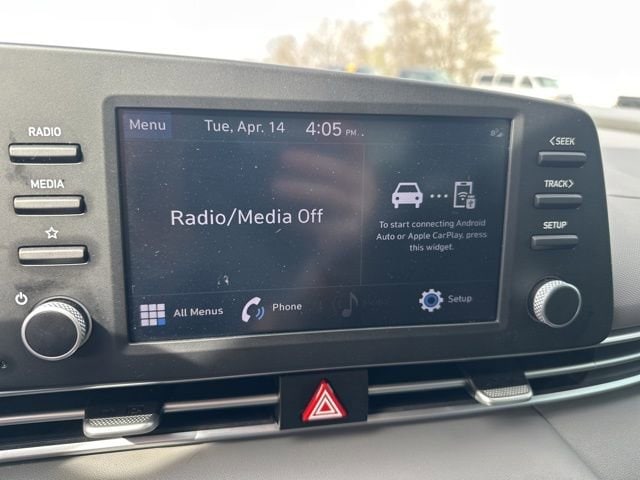 RADIO
MEDIA
Menu
Tue, Apr. 14 4:05 PM
Radio/Media Off
To start connecting Android
Auto or Apple CarPlay, press
this widget.
All Menus
Phone
Setup
<SEEK
TRACK>
SETUP